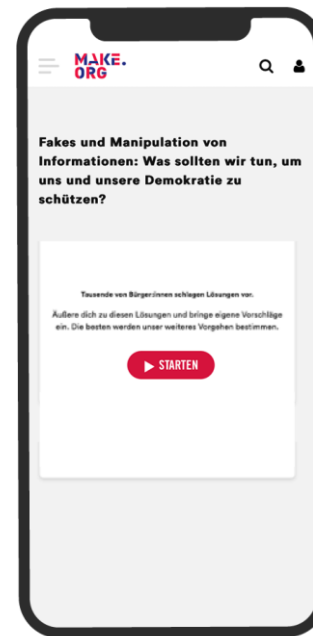 MAKE.
ORG
Fakes und Manipulation von
Informationen: Was sollten wir tun, um
uns und unsere Demokratie zu
schützen?
Tausende von Bürger:innen schlagen Lösungen vor.
Äußere dich zu diesen Lösungen und bringe eigene Vorschläge
ein. Die besten werden unser weiteres Vorgehen bestimmen.
STARTEN